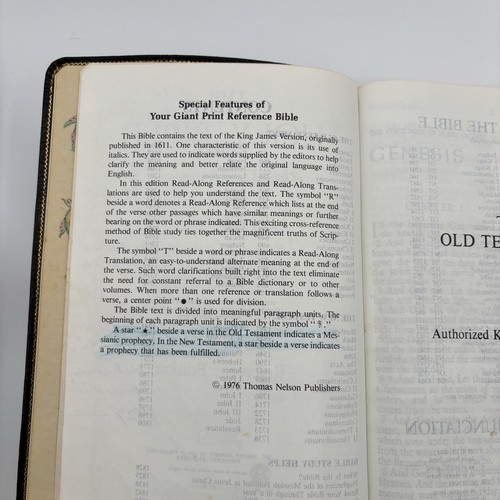 Special Features of
Your Giant Print Reference Bible
This Bible contains the text of the King James Version, originally
published in 1611. One characteristic of this version is its use of
italics. They are used to indicate words supplied by the editors to help
clarify the meaning and better relate the original language into
English.
In this edition Read-Along References and Read-Along Trans-
lations are used to help you understand the text. The symbol "R"
beside a word denotes a Read-Along Reference which lists at the end
of the verse other passages which have similar meanings or further
bearing on the word or phrase indicated. This exciting cross-reference
method of Bible study ties together the magnificent truths of Scrip-
ture.
The symbol "T" beside a word or phrase indicates a Read-Along
Translation, an easy-to-understand alternate meaning at the end of
the verse. Such word clarifications built right into the text eliminate
the need for constant referral to a Bible dictionary or to other
volumes. When more than one reference or translation follows a
verse, a center point "●" is used for division.
The Bible text is divided into meaningful paragraph units. The
beginning of each paragraph unit is indicated by the symbol "¶."
A star "★" beside a verse in the Old Testament indicates a Mes-
sianic prophecy. In the New Testament, a star beside a verse indicates
a prophecy that has been fulfilled.
© 1976 Thomas Nelson Publishers
OLD TE
Authorized K
GENESIS
THE BIBLE
BIBLE STUDY HELPS